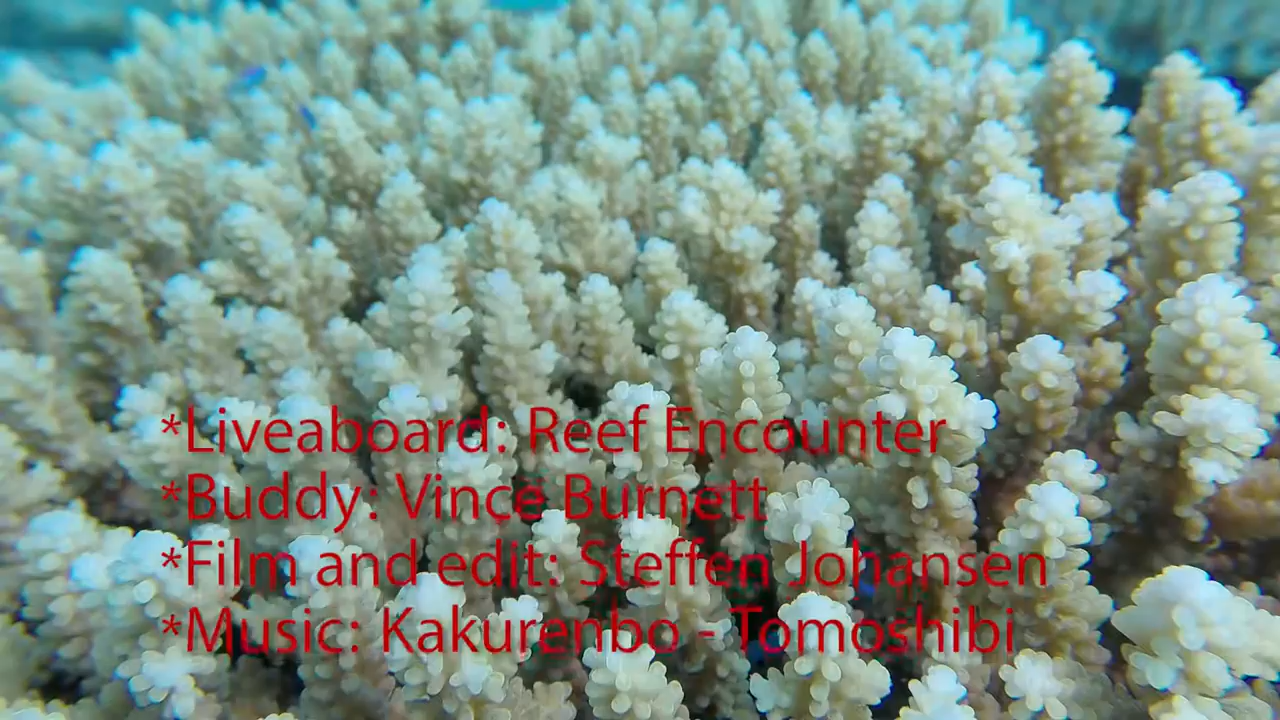 *Liveaboard: Reef Encounter
*Buddy: Vince Burnett
*Film and edit: Steffen Johansen
*Music: Kakurenbo - Tomoshibi